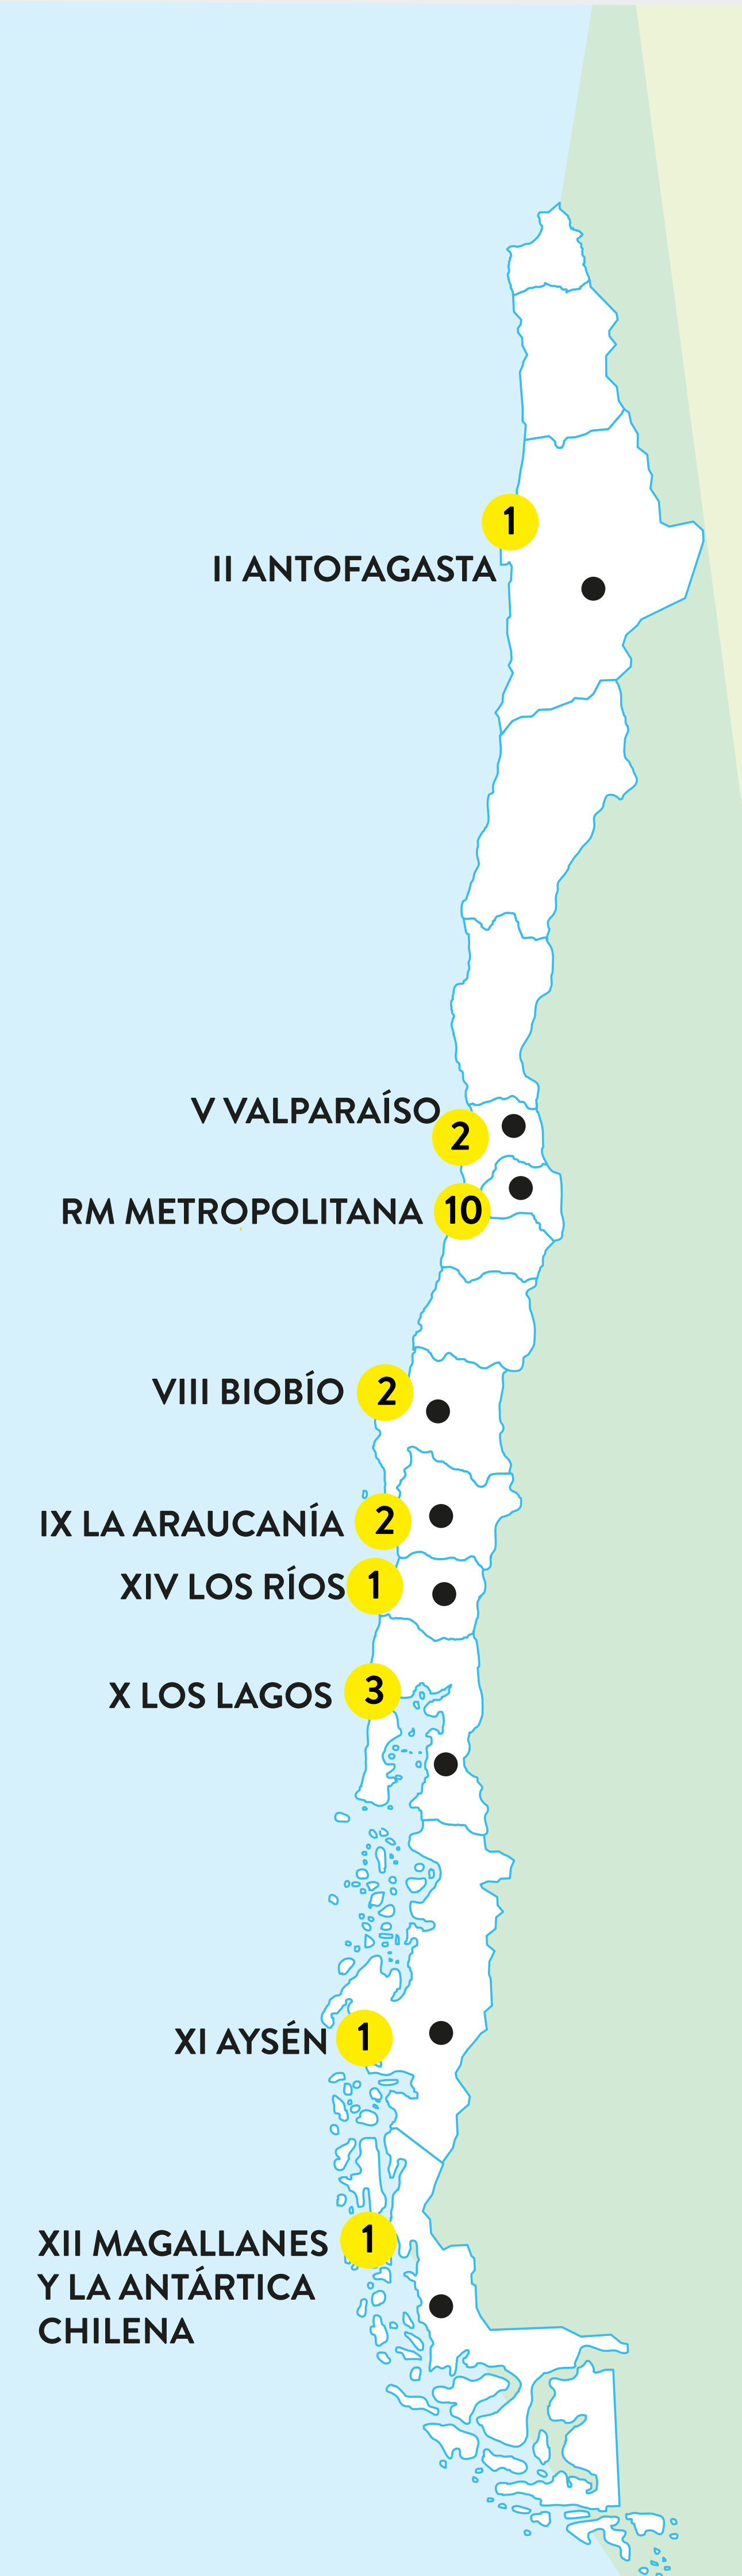 1
II ANTOFAGASTA
V VALPARAÍSO
2
RM METROPOLITANA
10
VIII BIOBÍO
2
IX LA ARAUCANÍA
2
XIV LOS RÍOS
1
X LOS LAGOS
3
XI AYSÉN
1
XII MAGALLANES
Y LA ANTÁRTICA
CHILENA
1